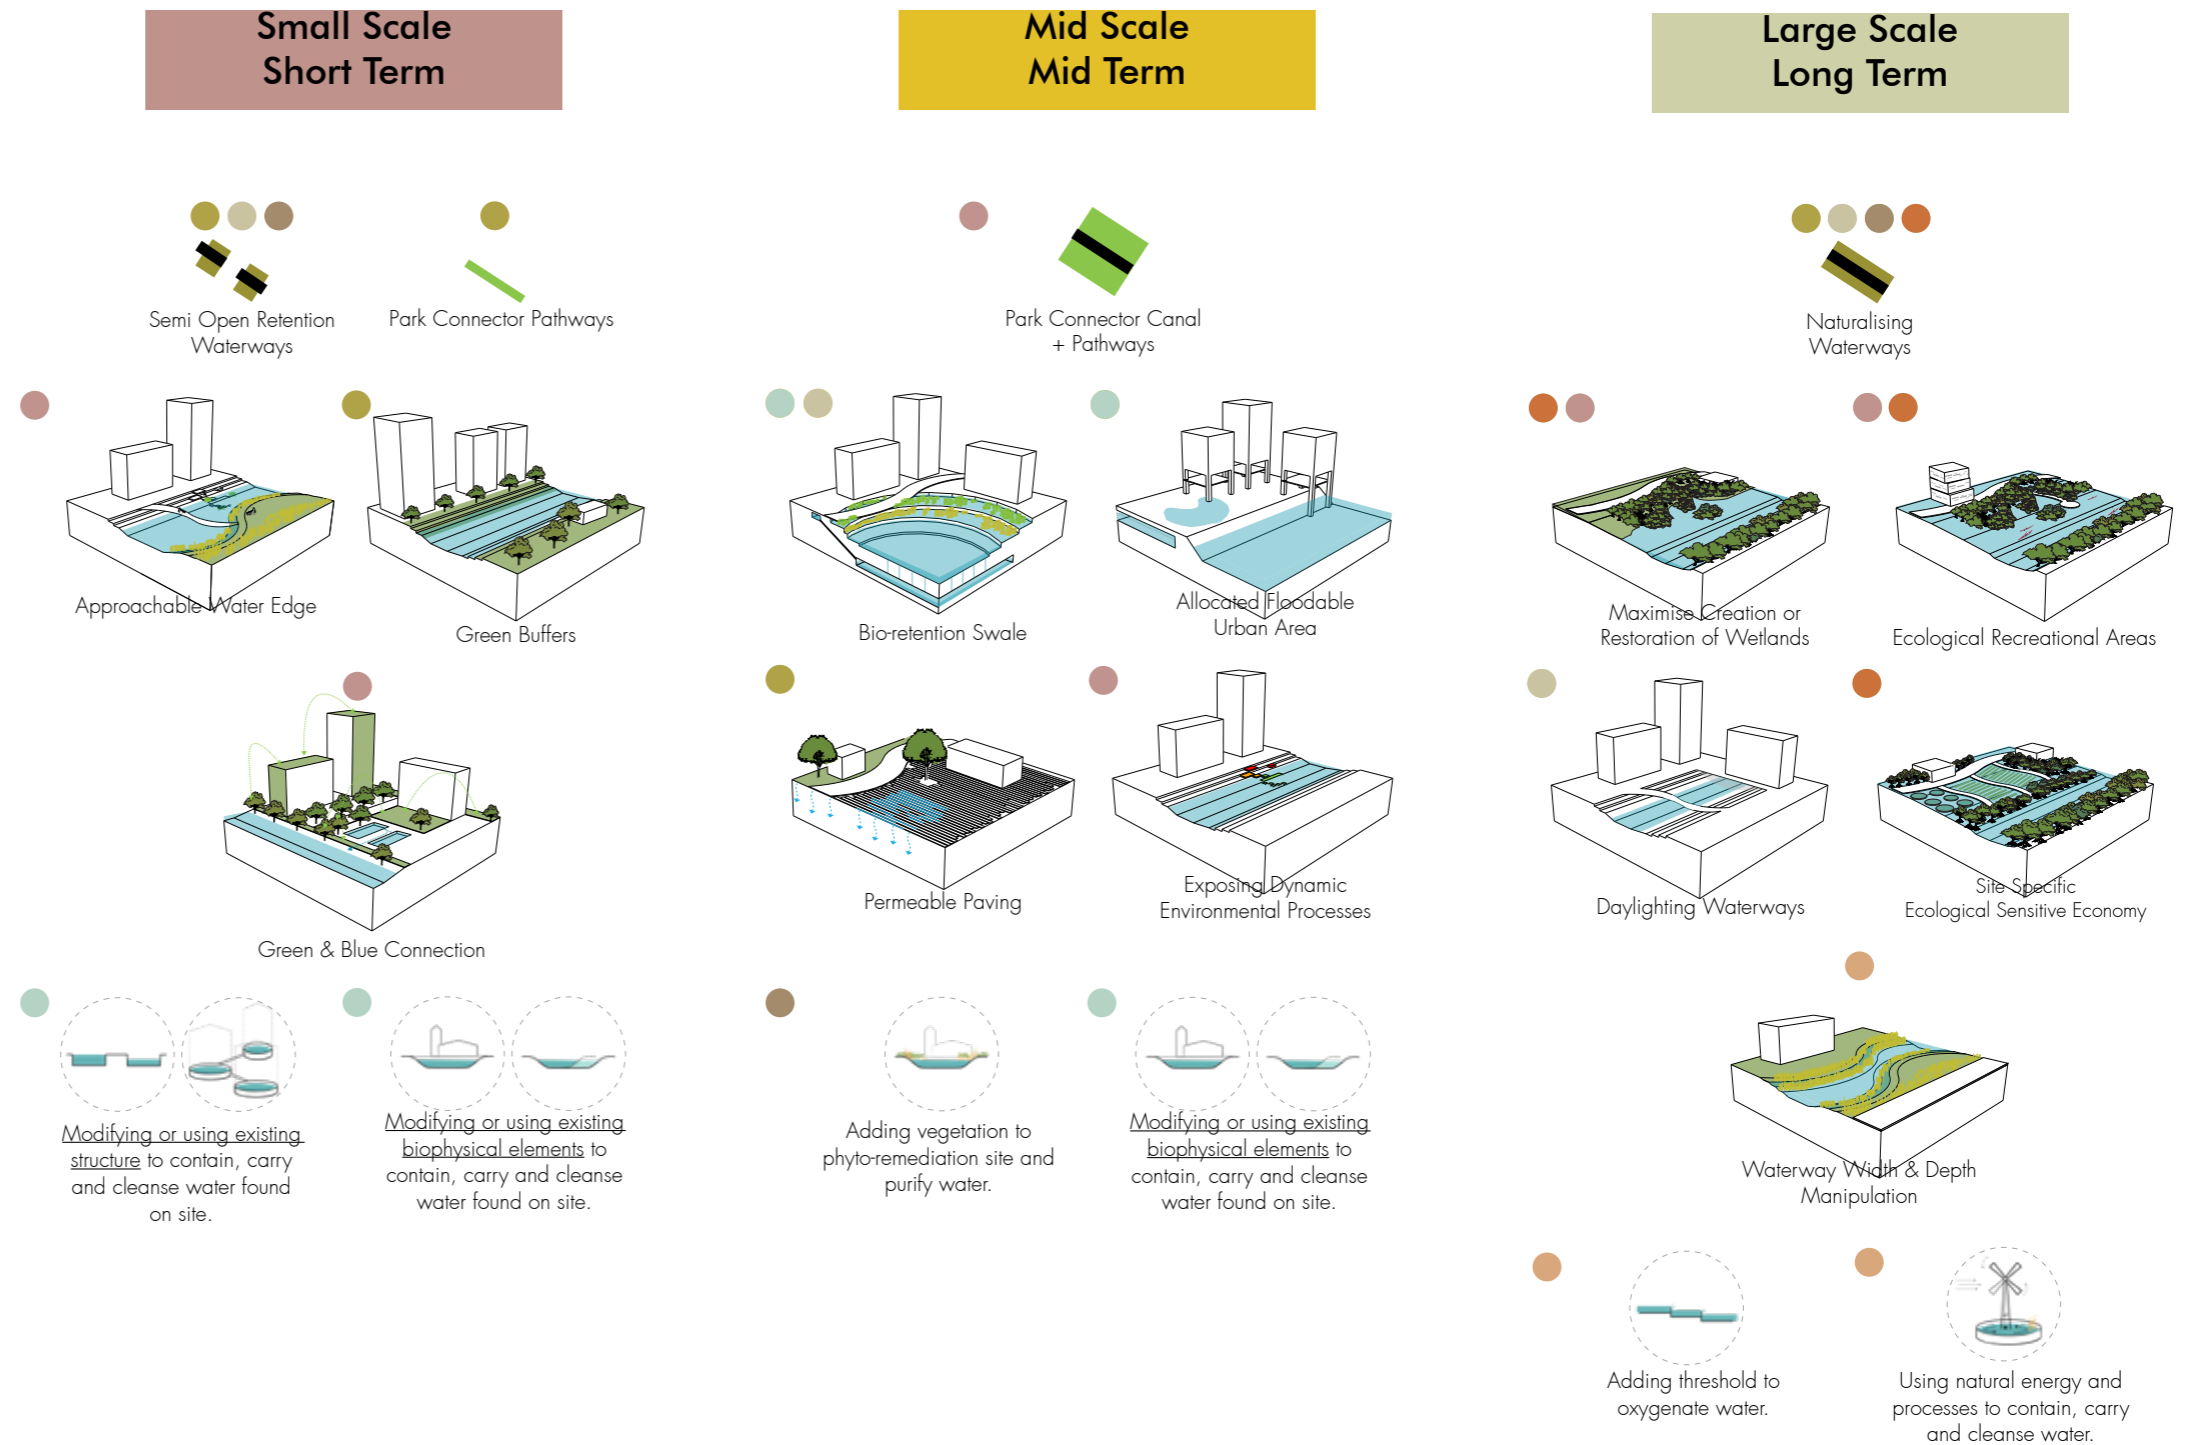 Small Scale
Short Term
Mid Scale
Mid Term
Large Scale
Long Term
Semi Open Retention
Waterways
Park Connector Pathways
Park Connector Canal
+ Pathways
Naturalising
Waterways
Approachable Water Edge
Green Buffers
Bio-retention Swale
Allocated Floodable
Urban Area
Maximise Creation or
Restoration of Wetlands
Ecological Recreational Areas
Green & Blue Connection
Permeable Paving
Exposing Dynamic
Environmental Processes
Daylighting Waterways
Site Specific
Ecological Sensitive Economy
Modifying or using existing
structure to contain, carry
and cleanse water found
on site.
Modifying or using existing
biophysical elements to
contain, carry and cleanse
water found on site.
Adding vegetation to
phyto-remediation site and
purify water.
Modifying or using existing
biophysical elements to
contain, carry and cleanse
water found on site.
Waterway Width & Depth
Manipulation
Adding threshold to
oxygenate water.
Using natural energy and
processes to contain, carry
and cleanse water.